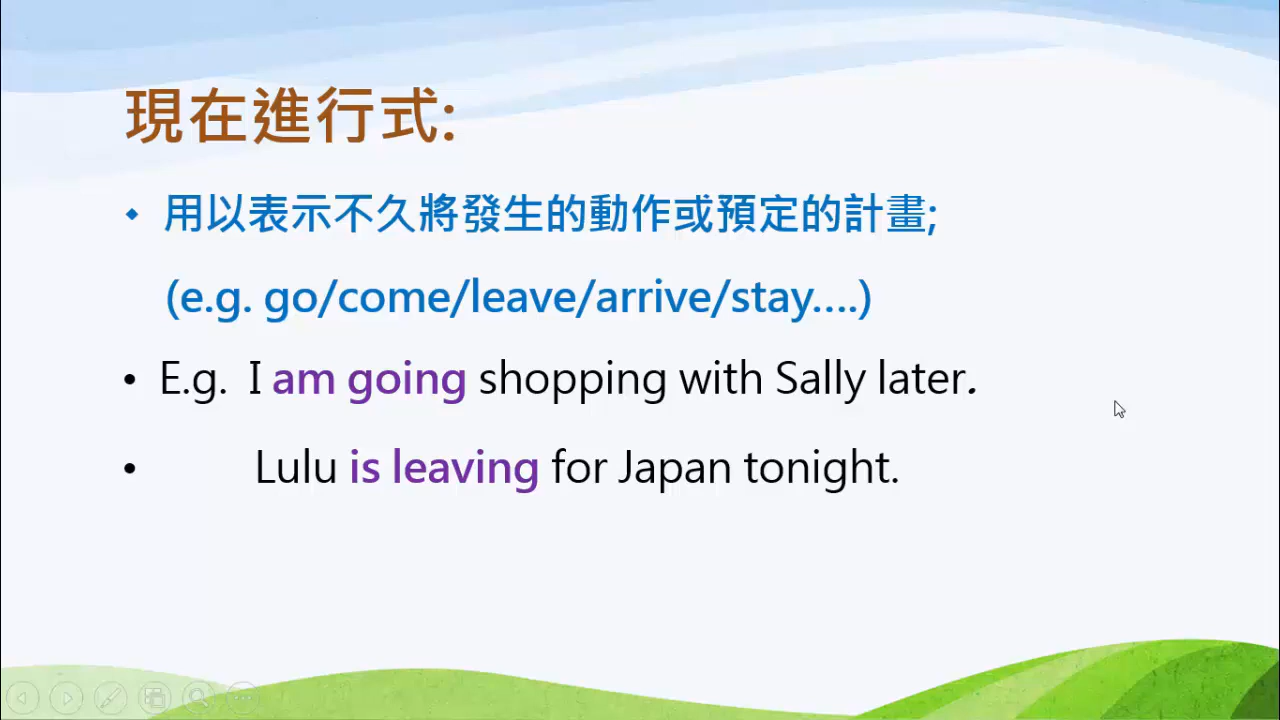 現在進行式:
用以表示不久將發生的動作或預定的計畫;
(e.g. go/come/leave/arrive/stay....)
E.g. I am going shopping with Sally later.
Lulu is leaving for Japan tonight.